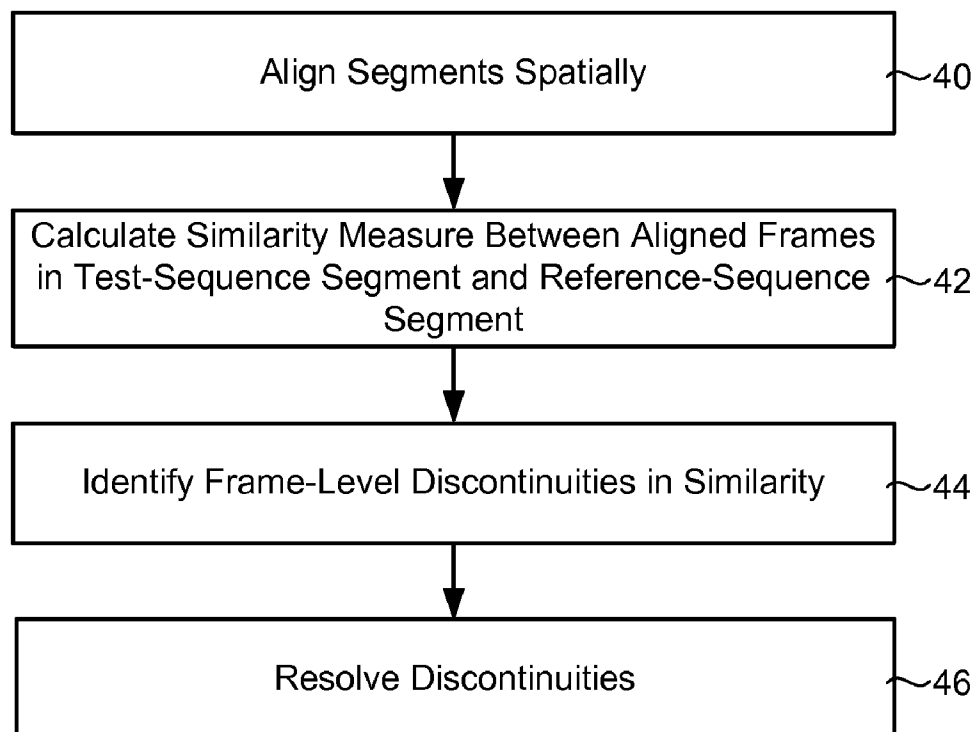 Align Segments Spatially
40
Calculate Similarity Measure Between Aligned Frames
in Test-Sequence Segment and Reference-Sequence
Segment
42
Identify Frame-Level Discontinuities in Similarity
44
Resolve Discontinuities
46